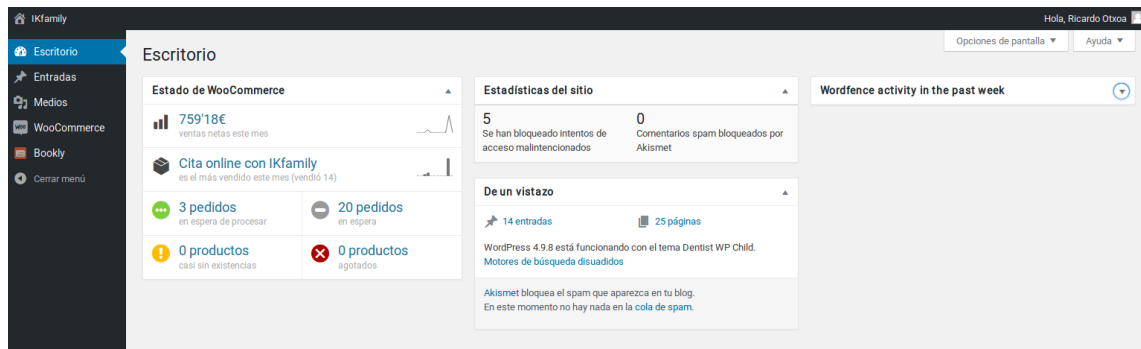 IKfamily
Hola, Ricardo Otxoa
Opciones de pantalla ▼
Ayuda ▼
Escritorio
Entradas
Medios
WooCommerce
Bookly
Cerrar menú
Escritorio
Estado de WooCommerce
759'18€
ventas netas este mes
Cita online con IKfamily
es el más vendido este mes (vendió 14)
3 pedidos
en espera de procesar
20 pedidos
en espera
0 productos
casi sin existencias
0 productos
agotados
Estadísticas del sitio
5
Se han bloqueado intentos de
acceso malintencionados
0
Comentarios spam bloqueados por
Akismet
De un vistazo
14 entradas
25 páginas
WordPress 4.9.8 está funcionando con el tema Dentist WP Child.
Motores de búsqueda disuadidos
Akismet bloquea el spam que aparezca en tu blog.
En este momento no hay nada en la cola de spam.
Wordfence activity in the past week